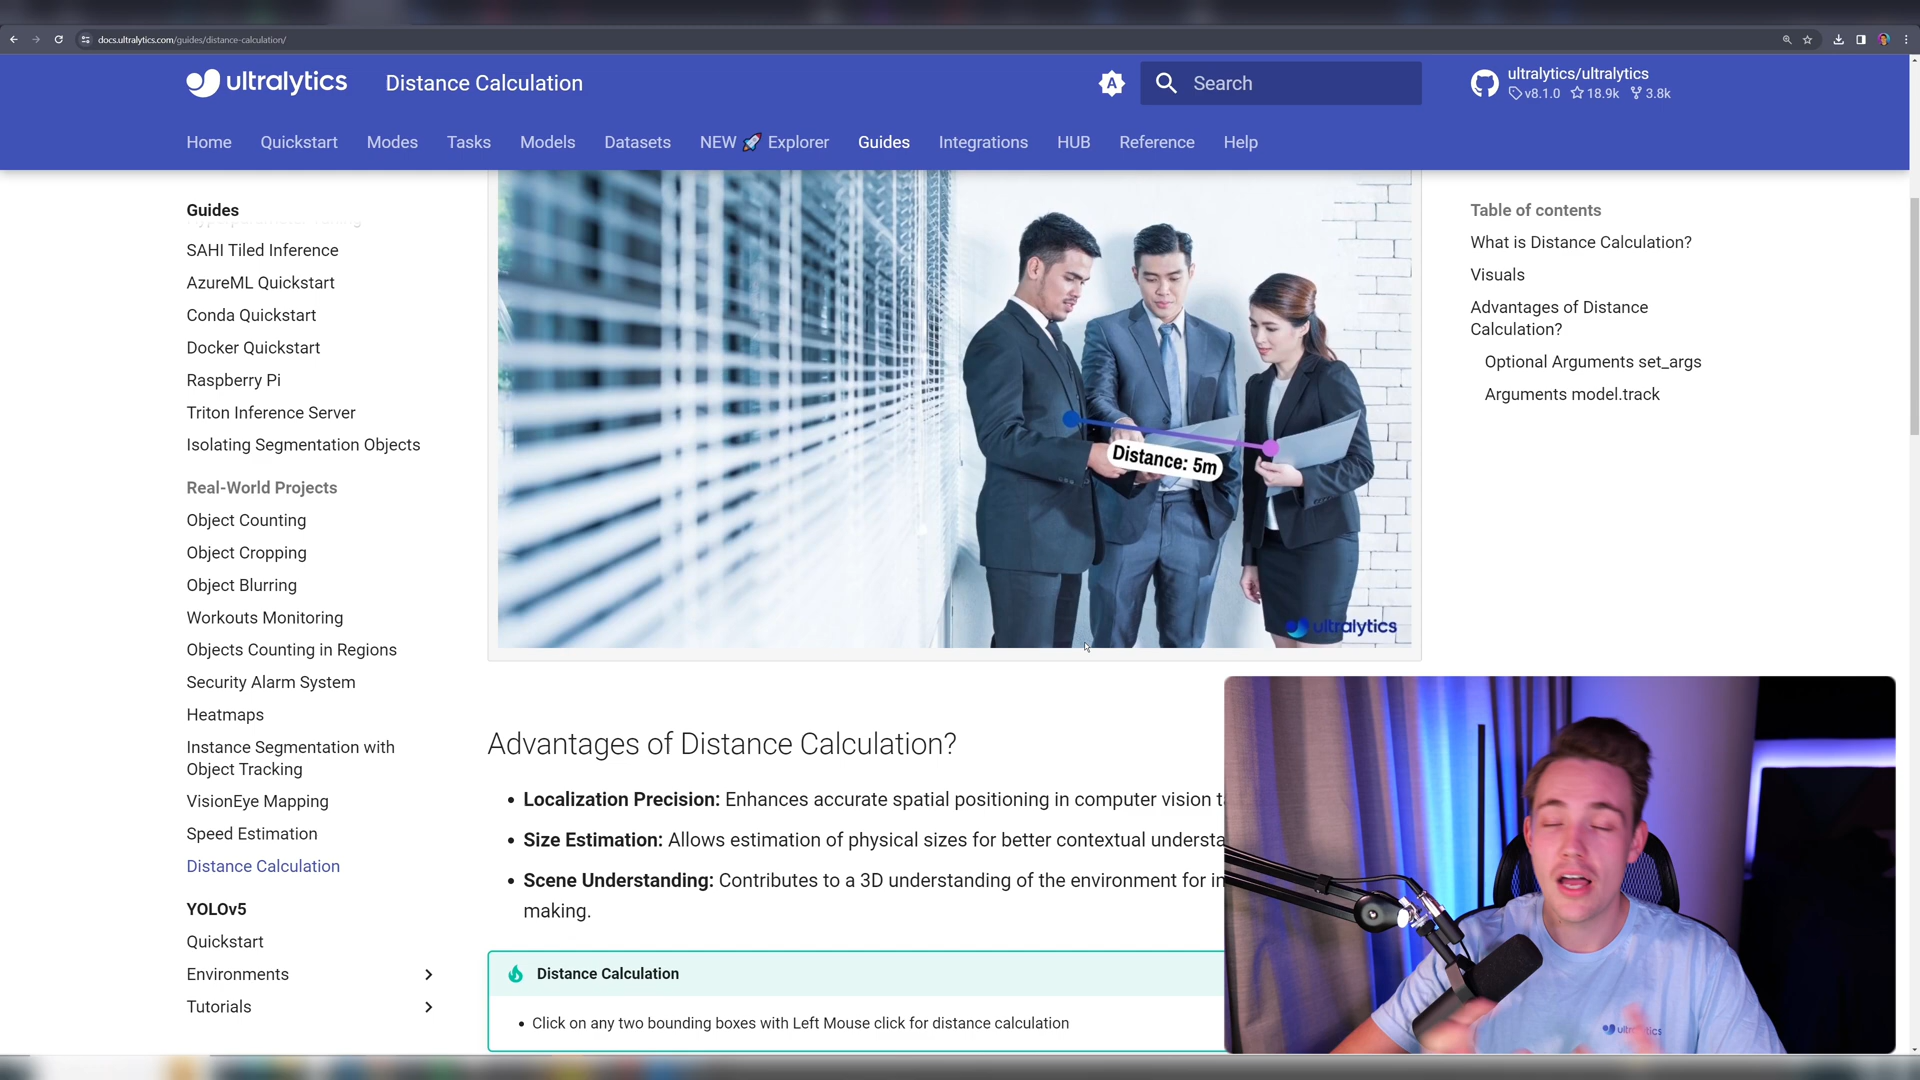 docs.ultralytics.com/guides/distance-calculation/
ultralytics
Distance Calculation
A
Search
ultralytics/ultralytics
v8.1.0 18.9k 3.8k
Home Quickstart Modes Tasks Models Datasets NEW 🚀 Explorer Guides Integrations HUB Reference Help
Guides
SAHI Tiled Inference
AzureML Quickstart
Conda Quickstart
Docker Quickstart
Raspberry Pi
Triton Inference Server
Isolating Segmentation Objects
Real-World Projects
Object Counting
Object Cropping
Object Blurring
Workouts Monitoring
Objects Counting in Regions
Security Alarm System
Heatmaps
Instance Segmentation with
Object Tracking
VisionEye Mapping
Speed Estimation
Distance Calculation
YOLOv5
Quickstart
Environments
Tutorials
Distance: 5m
ultralytics
Advantages of Distance Calculation?
• Localization Precision: Enhances accurate spatial positioning in computer vision
• Size Estimation: Allows estimation of physical sizes for better contextual
• Scene Understanding: Contributes to a 3D understanding of the environment for
making.
Distance Calculation
• Click on any two bounding boxes with Left Mouse click for distance calculation
Table of contents
What is Distance Calculation?
Visuals
Advantages of Distance
Calculation?
Optional Arguments set_args
Arguments model.track